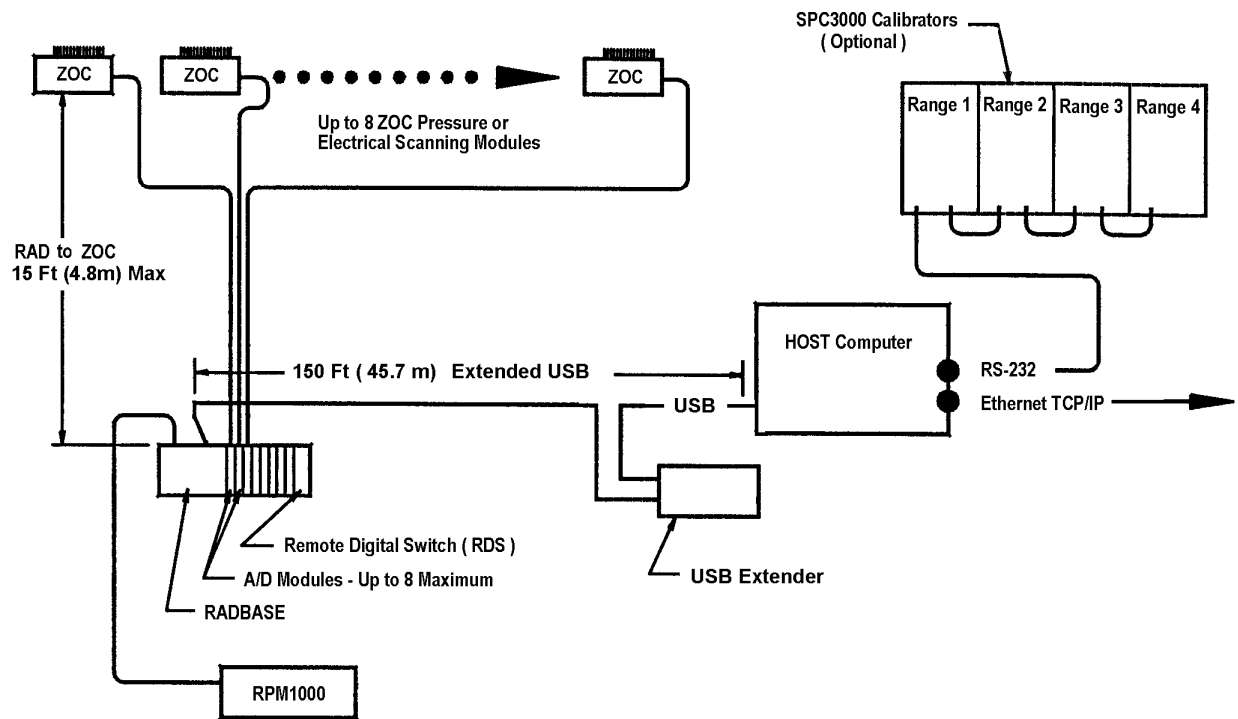 SPC3000 Calibrators
( Optional )
ZOC
ZOC
ZOC
Range 1
Range 2
Range 3
Range 4
Up to 8 ZOC Pressure or
Electrical Scanning Modules
RAD to ZOC
15 Ft (4.8m) Max
HOST Computer
150 Ft ( 45.7 m) Extended USB
RS-232
USB
Ethernet TCP/IP
Remote Digital Switch ( RDS )
A/D Modules - Up to 8 Maximum
USB Extender
RADBASE
RPM1000